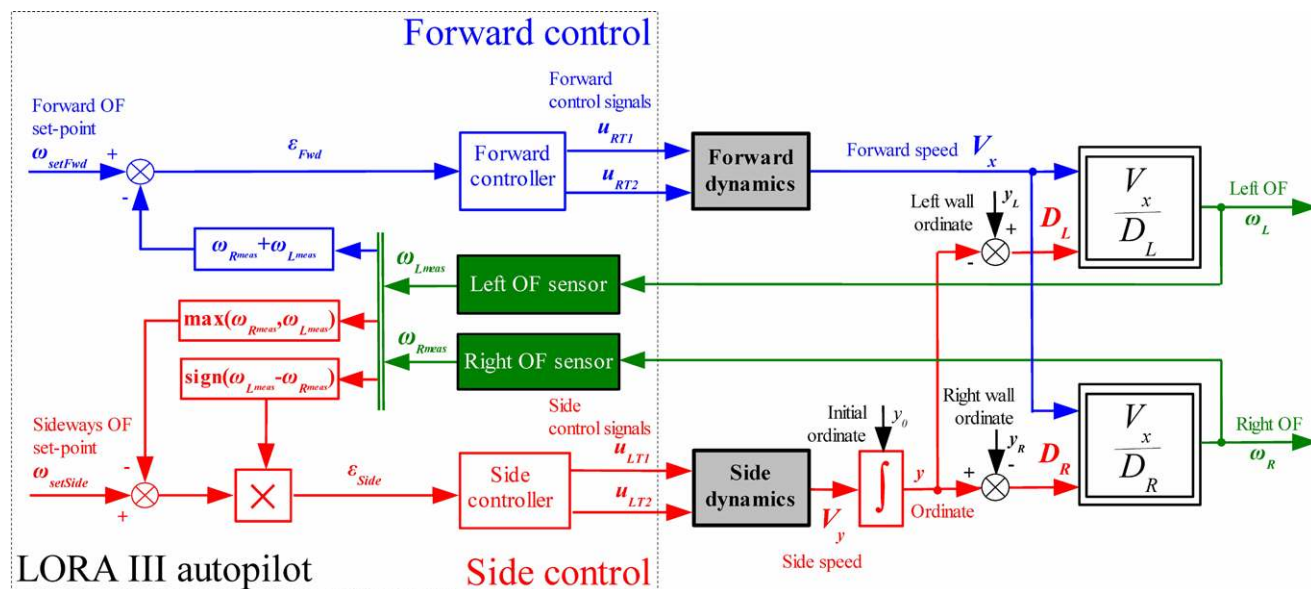 Forward control
Forward OF
set-point
ω_setFwd
+
-
ε_Fwd
Forward
controller
Forward
control signals
u_RT1
u_RT2
Forward
dynamics
Forward speed V_x
Left wall
ordinate
y_L
+
-
D_L
V_x
D_L
Left OF
ω_L
ω_Rmeas+ω_Lmeas
ω_Lmeas
Left OF sensor
max(ω_Rmeas,ω_Lmeas)
ω_Rmeas
Right OF sensor
sign(ω_Lmeas-ω_Rmeas)
Sideways OF
set-point
ω_setSide
-
+
×
ε_Side
Side
controller
Side
control signals
u_LT1
u_LT2
Side
dynamics
V_y
Side speed
Initial
ordinate
y_0
∫
y
Ordinate
Right wall
ordinate
y_R
+
-
D_R
V_x
D_R
Right OF
ω_R
LORA III autopilot
Side control